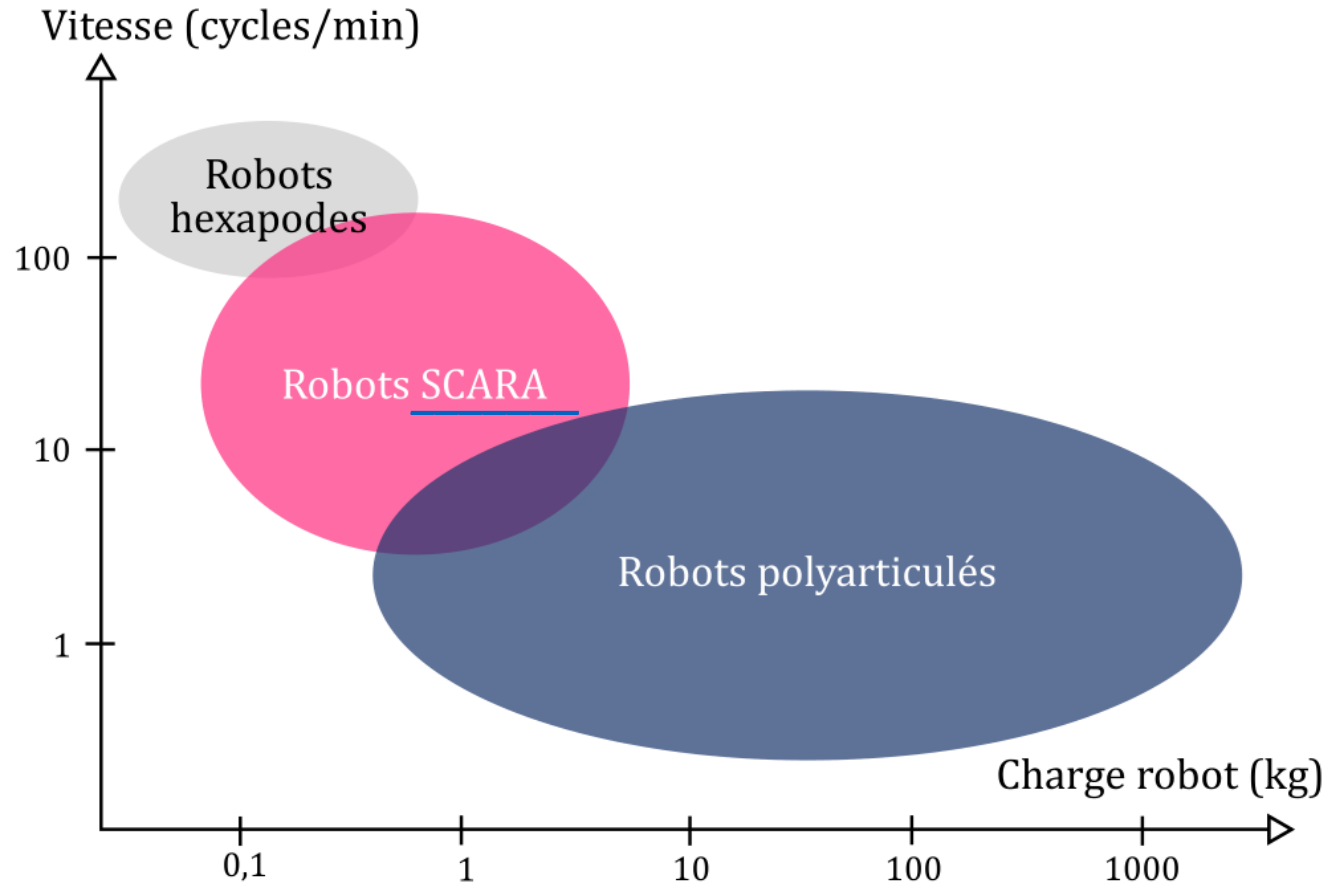 Vitesse (cycles/min)
Robots
hexapodes
100
Robots SCARA
10
Robots polyarticulés
1
Charge robot (kg)
0,1
1
10
100
1000